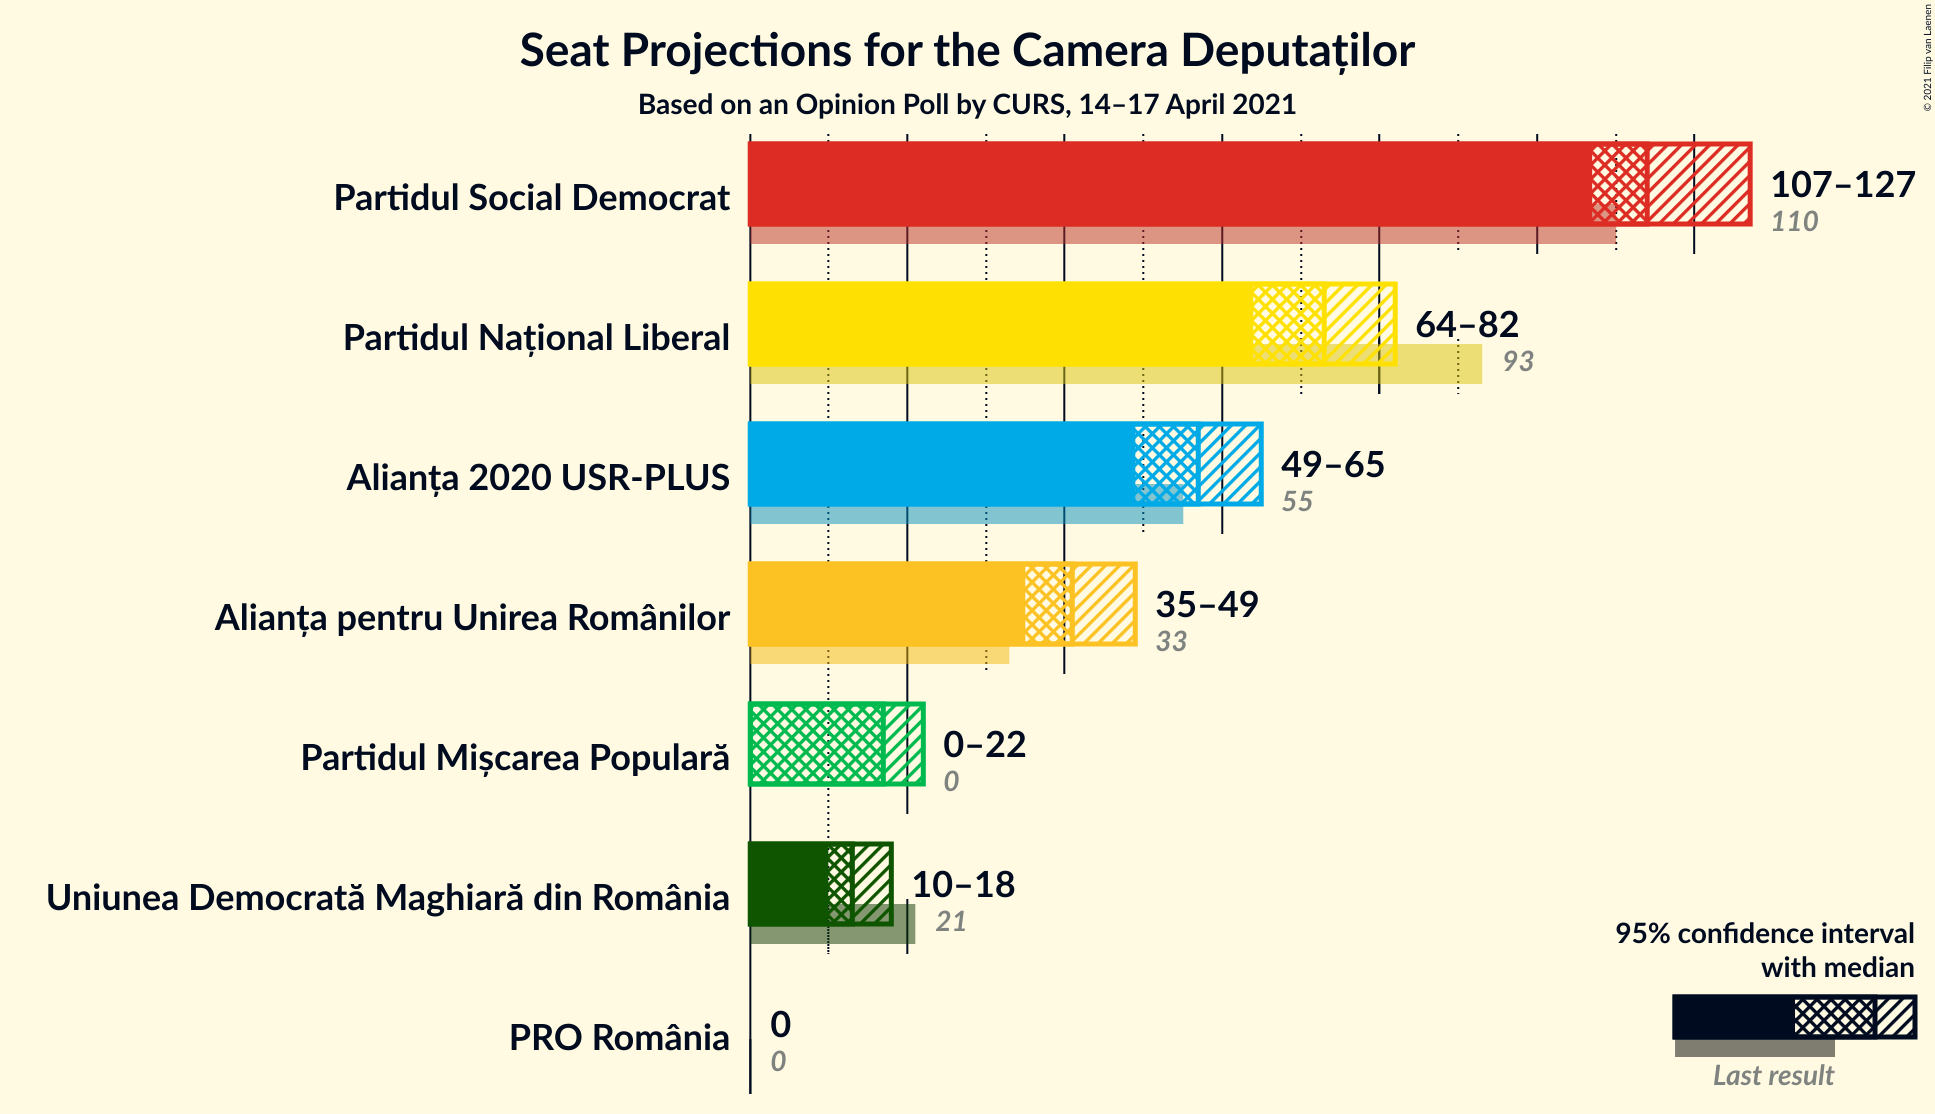 Seat Projections for the Camera Deputaților
Based on an Opinion Poll by CURS, 14–17 April 2021
© 2021 Filip van Laenen
Partidul Social Democrat
107–127
110
Partidul Național Liberal
64–82
93
Alianța 2020 USR-PLUS
49–65
55
Alianța pentru Unirea Românilor
35–49
33
Partidul Mișcarea Populară
0–22
0
Uniunea Democrată Maghiară din România
10–18
21
PRO România
0
0
95% confidence interval
with median
Last result